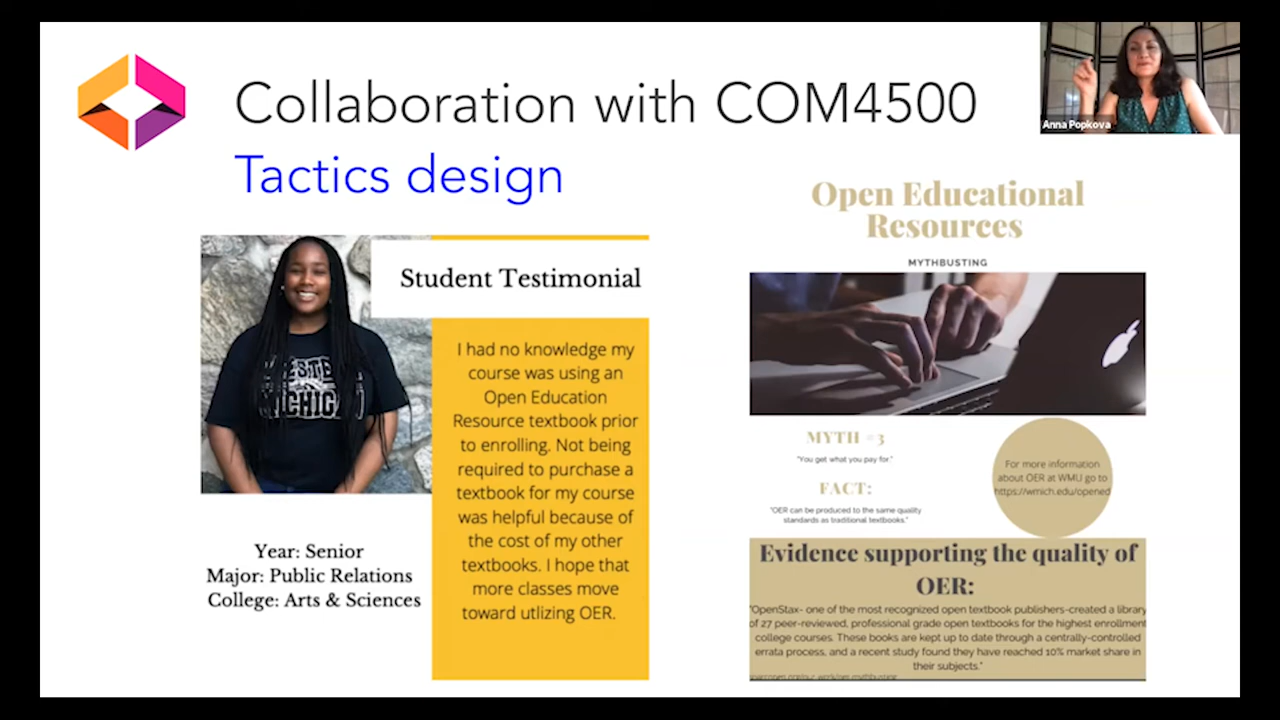 Collaboration with COM4500
Tactics design
Anna Popkova
Student Testimonial
I had no knowledge my
course was using an
Open Education
Resource textbook prior
to enrolling. Not being
required to purchase a
textbook for my course
was helpful because of
the cost of my other
textbooks. I hope that
more classes move
toward utlizing OER.
Year: Senior
Major: Public Relations
College: Arts & Sciences
Open Educational
Resources
MYTHBUSTING
MYTH #3
"You get what you pay for."
FACT:
"OER can be produced to the same quality
standards as traditional textbooks."
For more information
about OER at WMU go to
https://wmich.edu/opened
Evidence supporting the quality of
OER:
"OpenStax- one of the most recognized open textbook publishers-created a library
of 27 peer-reviewed, professional grade open textbooks for the highest enrollment
college courses. These books are kept up to date through a centrally-controlled
errata process, and a recent study found they have reached 10% market share in
their subjects."